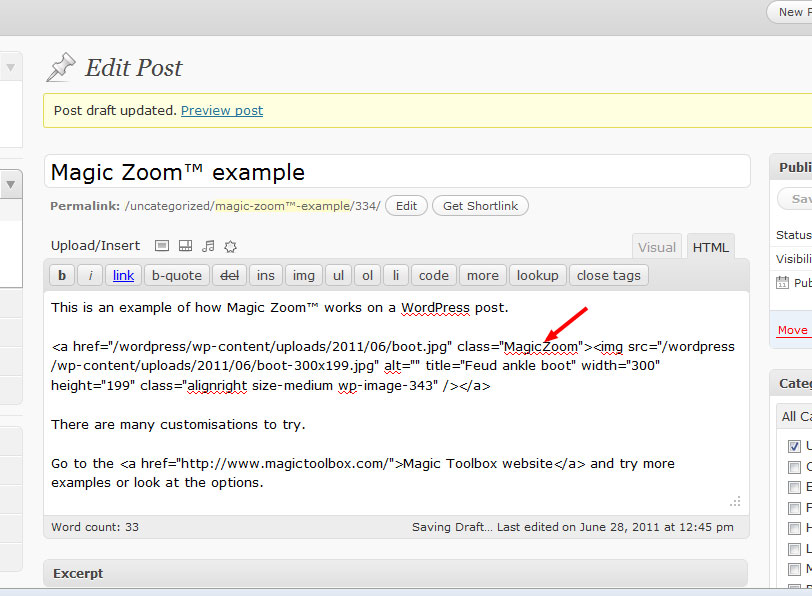 New P
Edit Post
Post draft updated. Preview post
Magic Zoom™ example
Publi
Permalink: /uncategorized/magic-zoom™-example/334/ Edit Get Shortlink
Sav
Status
Upload/Insert Visual HTML
Visibili
b i link b-quote del ins img ul ol li code more lookup close tags
Pub
This is an example of how Magic Zoom™ works on a WordPress post.
Move
<a href="/wordpress/wp-content/uploads/2011/06/boot.jpg" class="MagicZoom"><img src="/wordpress
/wp-content/uploads/2011/06/boot-300x199.jpg" alt="" title="Feud ankle boot" width="300"
height="199" class="alignright size-medium wp-image-343" /></a>
Categ
All Ca
There are many customisations to try.
Go to the <a href="http://www.magictoolbox.com/">Magic Toolbox website</a> and try more
examples or look at the options.
Word count: 33 Saving Draft... Last edited on June 28, 2011 at 12:45 pm
Excerpt